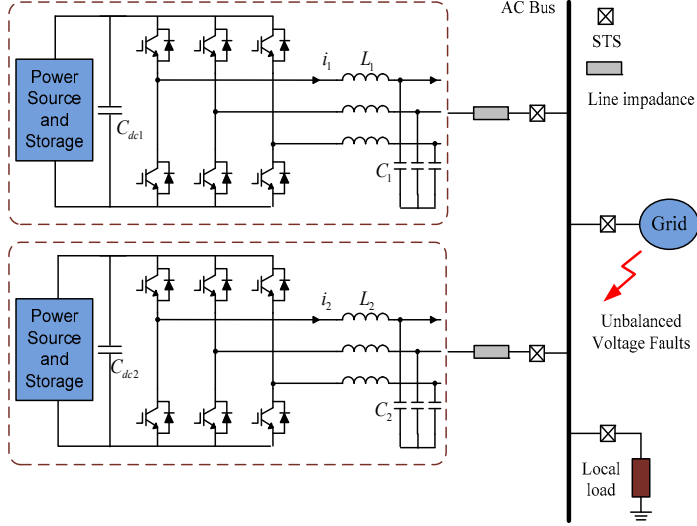 AC Bus
STS
Line impadance
Power
Source
and
Storage
C_dc1
i_1
L_1
C_1
Grid
Unbalanced
Voltage Faults
Power
Source
and
Storage
C_dc2
i_2
L_2
C_2
Local
load